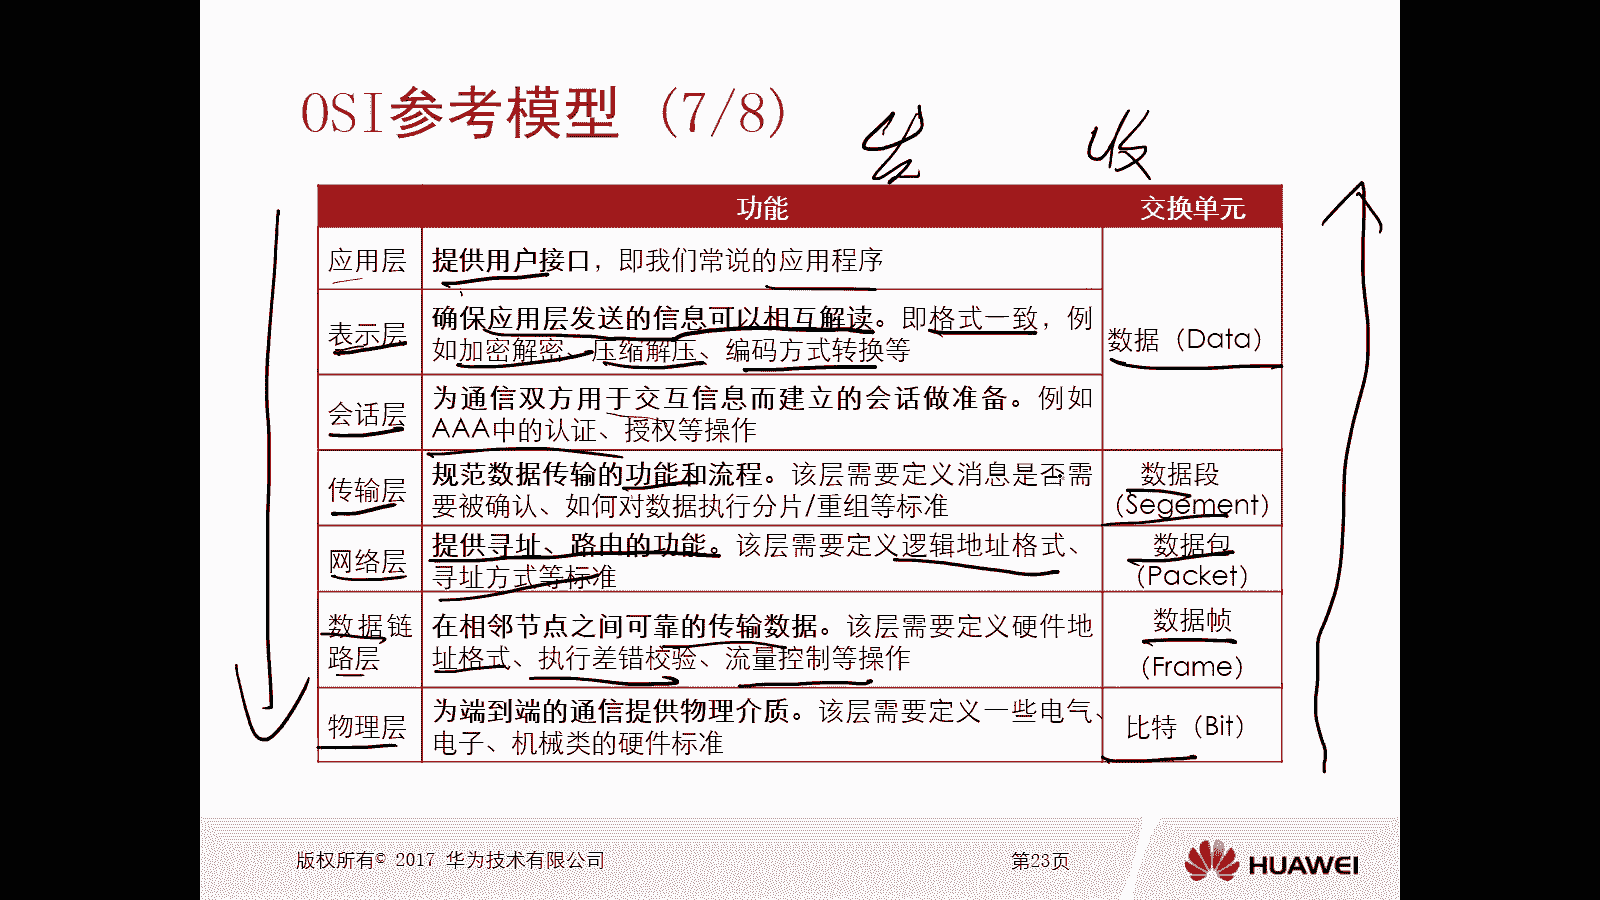 OSI参考模型（7/8）
收
功能
交换单元
应用层
提供用户接口，即我们常说的应用程序
表示层
确保应用层发送的信息可以相互解读。即格式一致，例
如加密解密、压缩解压、编码方式转换等
数据（Data）
会话层
为通信双方用于交互信息而建立的会话做准备。例如
AAA中的认证、授权等操作
传输层
规范数据传输的功能和流程。该层需要定义消息是否需
要被确认、如何对数据执行分片/重组等标准
数据段
（Segement）
网络层
提供寻址、路由的功能。该层需要定义逻辑地址格式、
寻址方式等标准
数据包
（Packet）
数据链
路层
在相邻节点之间可靠的传输数据。该层需要定义硬件地
址格式、执行差错校验、流量控制等操作
数据帧
（Frame）
物理层
为端到端的通信提供物理介质。该层需要定义一些电气、
电子、机械类的硬件标准
比特（Bit）
版权所有© 2017 华为技术有限公司
第23页
HUAWEI